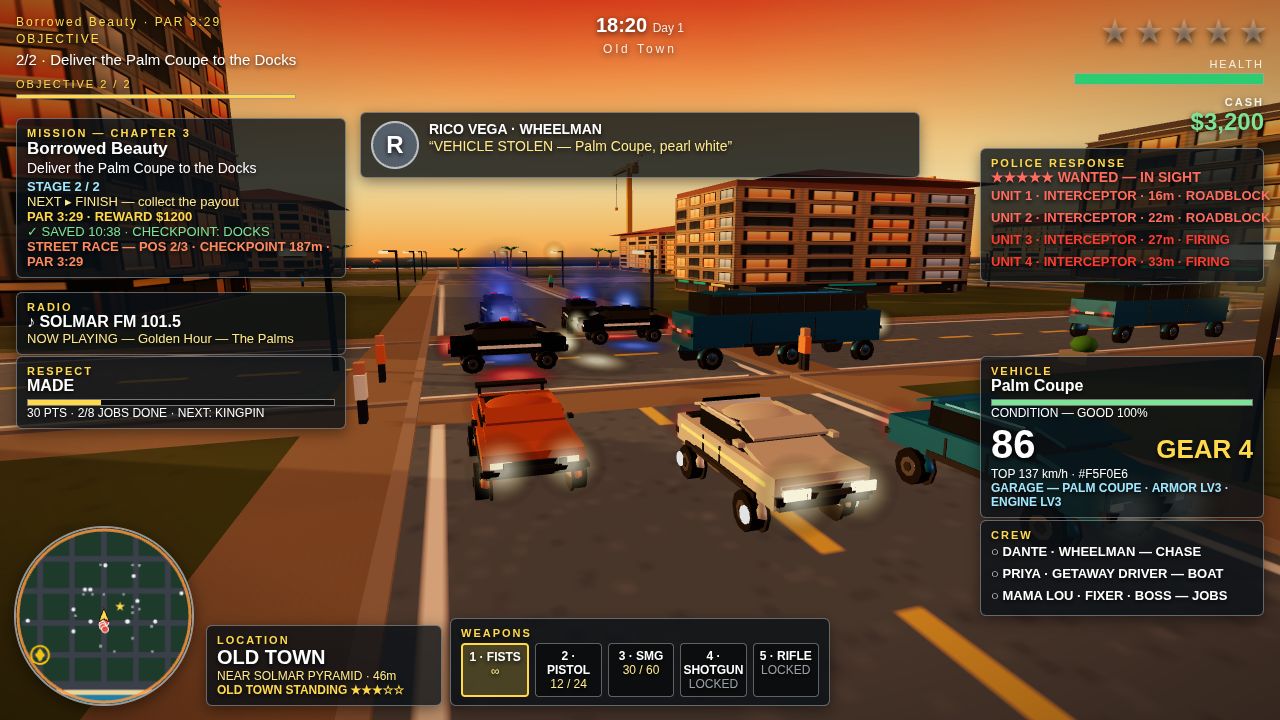 Borrowed Beauty · PAR 3:29
OBJECTIVE
2/2 · Deliver the Palm Coupe to the Docks
OBJECTIVE 2 / 2
18:20 Day 1
Old Town
HEALTH
CASH
$3,200
MISSION — CHAPTER 3
Borrowed Beauty
Deliver the Palm Coupe to the Docks
STAGE 2 / 2
NEXT ▸ FINISH — collect the payout
PAR 3:29 · REWARD $1200
✓ SAVED 10:38 · CHECKPOINT: DOCKS
STREET RACE — POS 2/3 · CHECKPOINT 187m ·
PAR 3:29
R
RICO VEGA · WHEELMAN
“VEHICLE STOLEN — Palm Coupe, pearl white”
POLICE RESPONSE
★★★★★ WANTED — IN SIGHT
UNIT 1 · INTERCEPTOR · 16m · ROADBLOCK
UNIT 2 · INTERCEPTOR · 22m · ROADBLOCK
UNIT 3 · INTERCEPTOR · 27m · FIRING
UNIT 4 · INTERCEPTOR · 33m · FIRING
RADIO
♪ SOLMAR FM 101.5
NOW PLAYING — Golden Hour — The Palms
RESPECT
MADE
30 PTS · 2/8 JOBS DONE · NEXT: KINGPIN
VEHICLE
Palm Coupe
CONDITION — GOOD 100%
86 GEAR 4
TOP 137 km/h · #F5F0E6
GARAGE — PALM COUPE · ARMOR LV3 ·
ENGINE LV3
CREW
○ DANTE · WHEELMAN — CHASE
○ PRIYA · GETAWAY DRIVER — BOAT
○ MAMA LOU · FIXER · BOSS — JOBS
LOCATION
OLD TOWN
NEAR SOLMAR PYRAMID · 46m
OLD TOWN STANDING ★★★☆☆
WEAPONS
1 · FISTS
∞
2 ·
PISTOL
12 / 24
3 · SMG
30 / 60
4 ·
SHOTGUN
LOCKED
5 · RIFLE
LOCKED